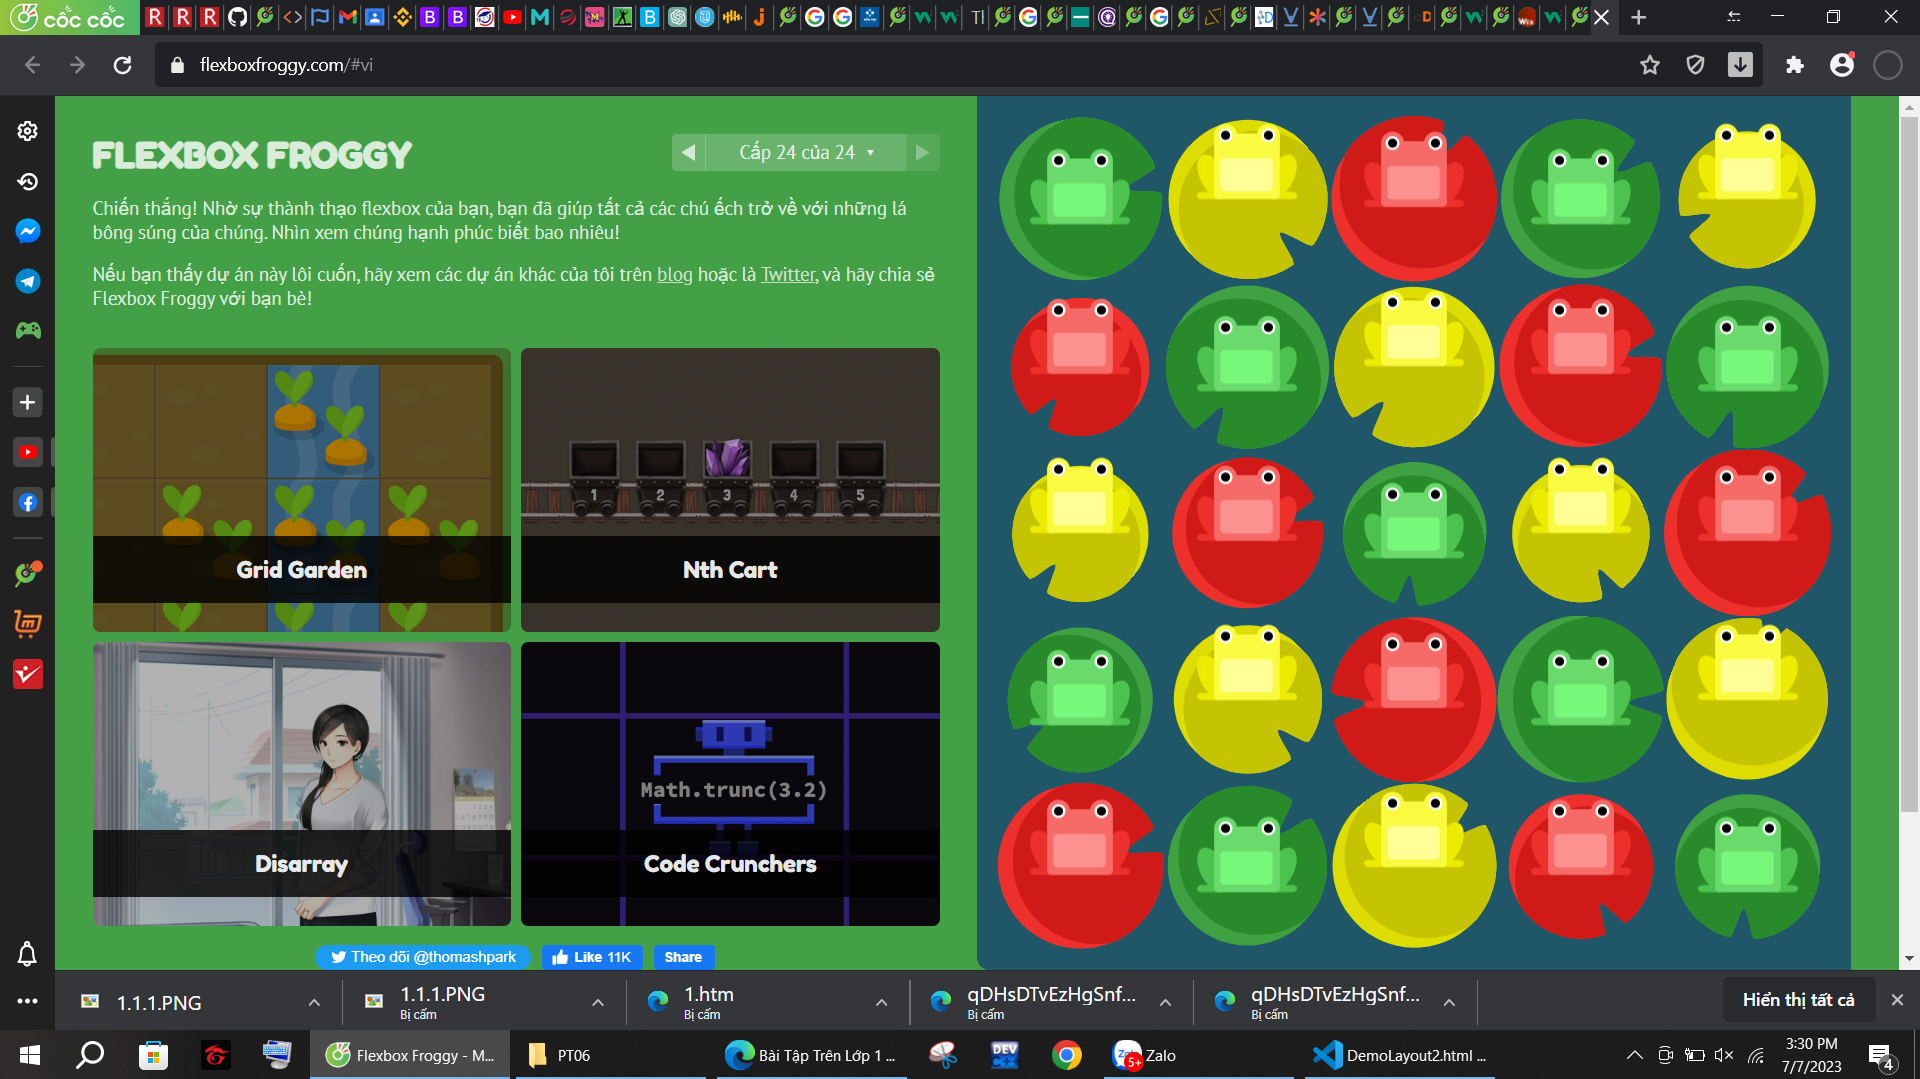 cốc cốc
flexboxfroggy.com/#vi
FLEXBOX FROGGY
Cấp 24 của 24
Chiến thắng! Nhờ sự thành thạo flexbox của bạn, bạn đã giúp tất cả các chú ếch trở về với những lá
bông súng của chúng. Nhìn xem chúng hạnh phúc biết bao nhiêu!
Nếu bạn thấy dự án này lôi cuốn, hãy xem các dự án khác của tôi trên blog hoặc là Twitter, và hãy chia sẻ
Flexbox Froggy với bạn bè!
1 2 3 4 5
Grid Garden
Nth Cart
Math.trunc(3.2)
Disarray
Code Crunchers
Theo dõi @thomashpark
Like 11K
Share
1.1.1.PNG
1.1.1.PNG
Bị cấm
1.htm
Bị cấm
qDHsDTvEzHgSnf...
Bị cấm
qDHsDTvEzHgSnf...
Bị cấm
Hiển thị tất cả
Flexbox Froggy - M...
PT06
Bài Tập Trên Lớp 1 ...
DEV
5+
Zalo
DemoLayout2.html ...
3:30 PM
7/7/2023
4